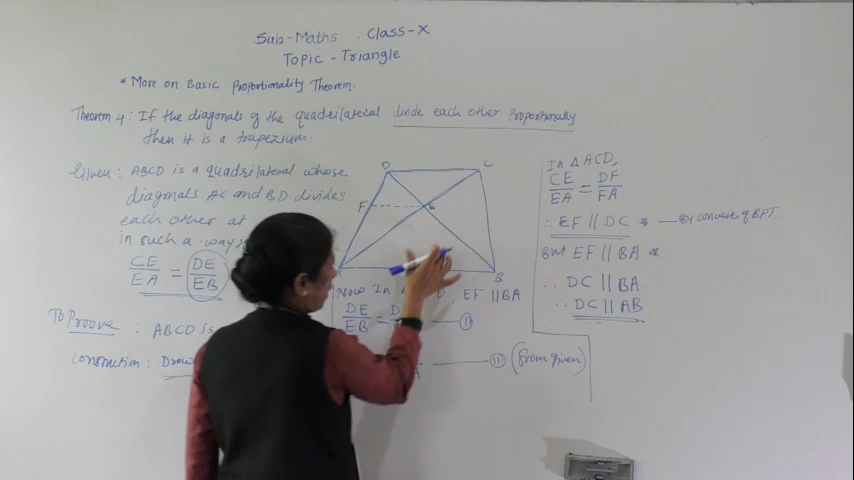 Sub-Maths . Class-X
Topic - Triangle
* More on Basic Proportionality Theorem.
Theorem 4: If the diagonals of the quadrilateral divide each other proportionally
then it is a trapezium.
Given: ABCD is a quadrilateral whose
diagonals AC and BD divides
each other at
in such a way
CE/EA = DE/EB
To Proove : ABCD is
Construction : Draw
D C
F E
B
Now In D, EF || BA
DE/EB = D
II
A II (from given)
In △ ACD,
CE/EA = DF/FA
∴ EF || DC * — By converse of BPT.
But EF || BA *
∴ DC || BA.
∴ DC || AB